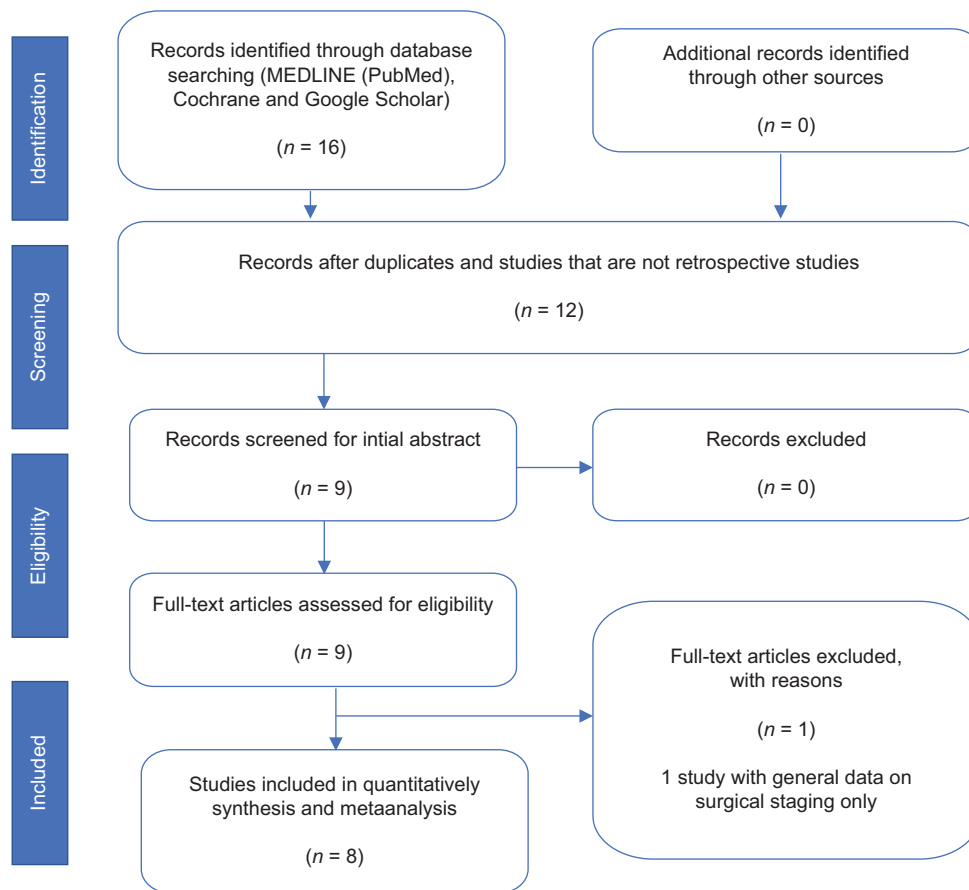 Identification
Records identified through database
searching (MEDLINE (PubMed),
Cochrane and Google Scholar)
(n = 16)
Additional records identified
through other sources
(n = 0)
Screening
Records after duplicates and studies that are not retrospective studies
(n = 12)
Records screened for intial abstract
(n = 9)
Records excluded
(n = 0)
Eligibility
Full-text articles assessed for eligibility
(n = 9)
Full-text articles excluded,
with reasons
(n = 1)
1 study with general data on
surgical staging only
Included
Studies included in quantitatively
synthesis and metaanalysis
(n = 8)